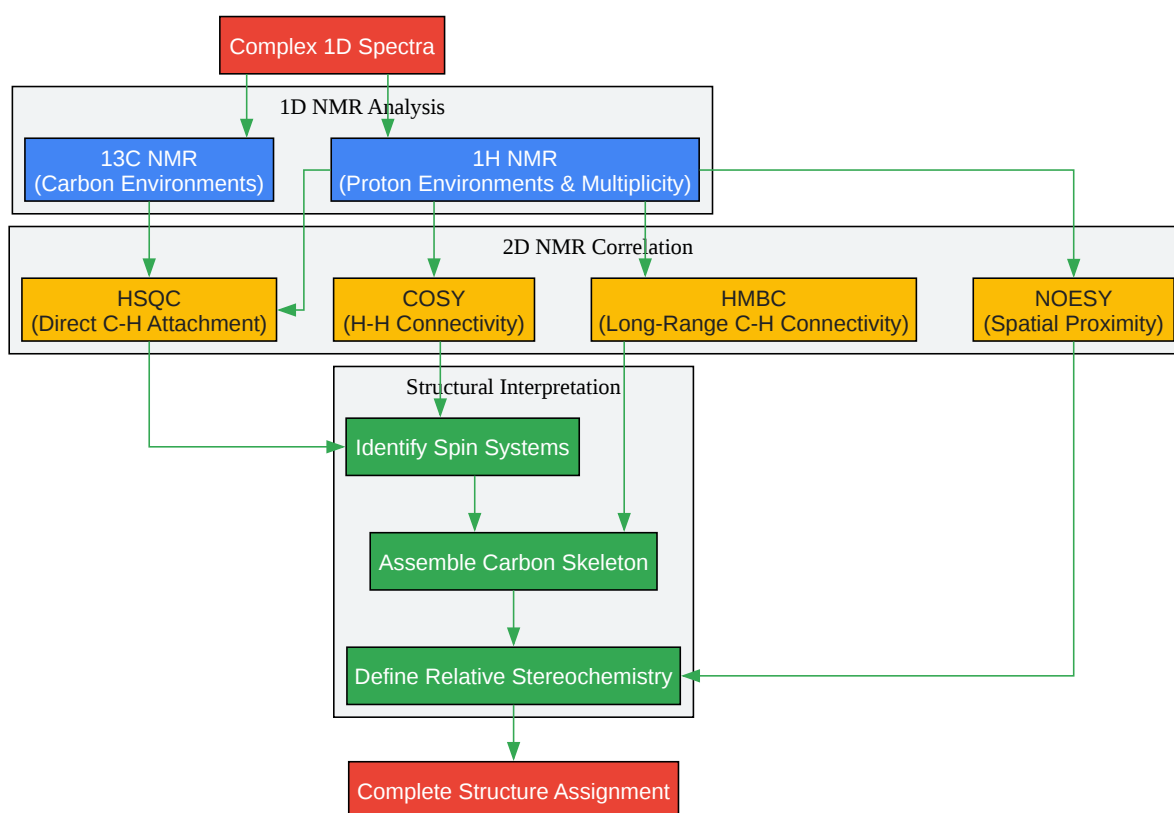 Complex 1D Spectra
1D NMR Analysis
13C NMR
(Carbon Environments)
1H NMR
(Proton Environments & Multiplicity)
2D NMR Correlation
HSQC
(Direct C-H Attachment)
COSY
(H-H Connectivity)
HMBC
(Long-Range C-H Connectivity)
NOESY
(Spatial Proximity)
Structural Interpretation
Identify Spin Systems
Assemble Carbon Skeleton
Define Relative Stereochemistry
Complete Structure Assignment